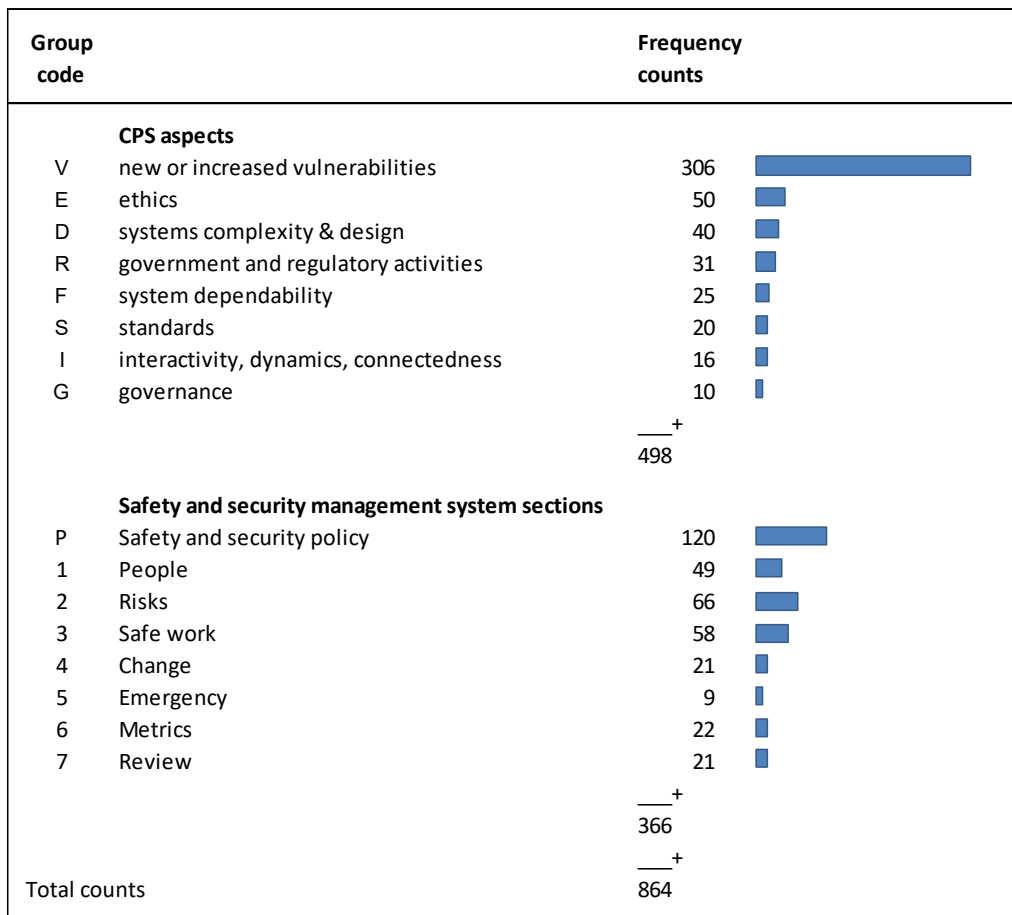 Group Frequency
code counts
CPS aspects
V new or increased vulnerabilities 306
E ethics 50
D systems complexity & design 40
R government and regulatory activities 31
F system dependability 25
S standards 20
I interactivity, dynamics, connectedness 16
G governance 10
___+
498
Safety and security management system sections
P Safety and security policy 120
1 People 49
2 Risks 66
3 Safe work 58
4 Change 21
5 Emergency 9
6 Metrics 22
7 Review 21
___+
366
___+
Total counts 864